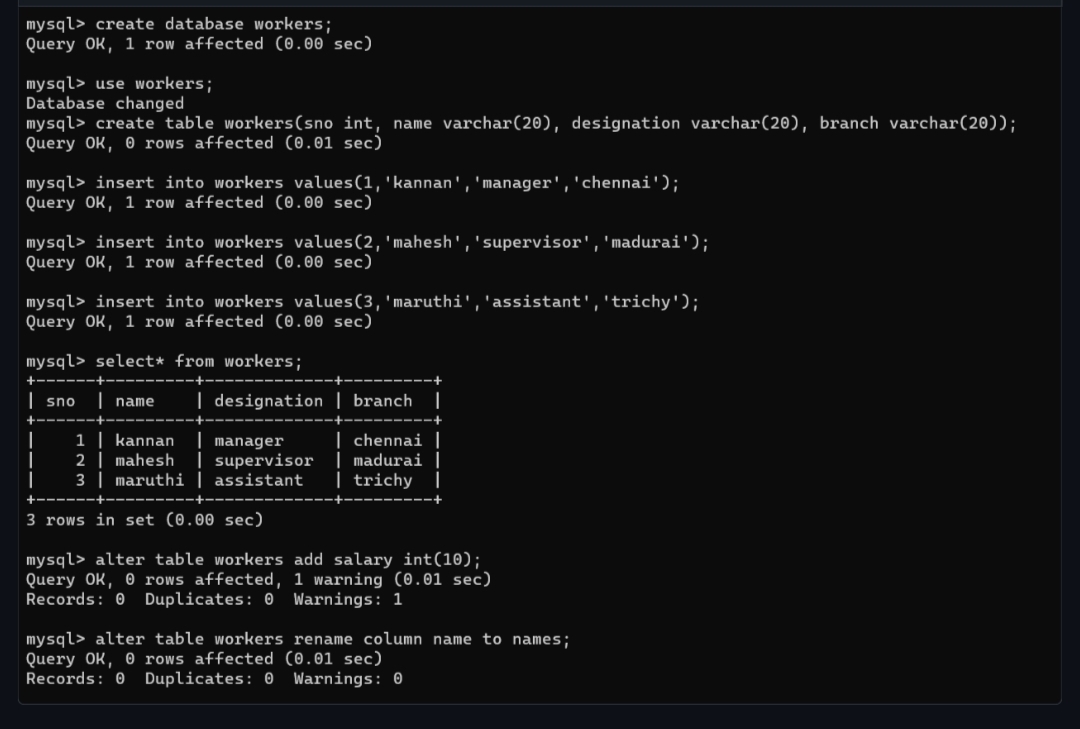 mysql> create database workers;
Query OK, 1 row affected (0.00 sec)
mysql> use workers;
Database changed
mysql> create table workers(sno int, name varchar(20), designation varchar(20), branch varchar(20));
Query OK, 0 rows affected (0.01 sec)
mysql> insert into workers values(1,'kannan','manager','chennai');
Query OK, 1 row affected (0.00 sec)
mysql> insert into workers values(2,'mahesh','supervisor','madurai');
Query OK, 1 row affected (0.00 sec)
mysql> insert into workers values(3,'maruthi','assistant','trichy');
Query OK, 1 row affected (0.00 sec)
mysql> select* from workers;
+------+---------+-------------+---------+
| sno  | name    | designation | branch  |
+------+---------+-------------+---------+
|    1 | kannan  | manager     | chennai |
|    2 | mahesh  | supervisor  | madurai |
|    3 | maruthi | assistant   | trichy  |
+------+---------+-------------+---------+
3 rows in set (0.00 sec)
mysql> alter table workers add salary int(10);
Query OK, 0 rows affected, 1 warning (0.01 sec)
Records: 0  Duplicates: 0  Warnings: 1
mysql> alter table workers rename column name to names;
Query OK, 0 rows affected (0.01 sec)
Records: 0  Duplicates: 0  Warnings: 0